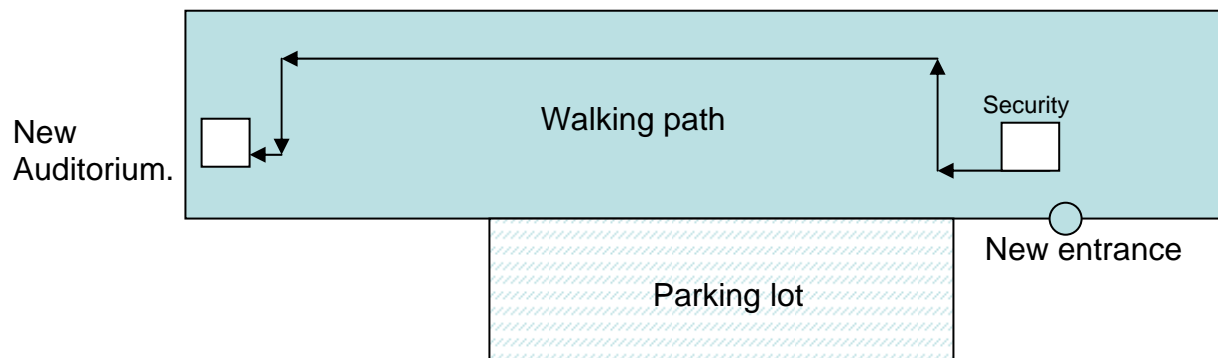 Security
Walking path
New
Auditorium.
New entrance
Parking lot